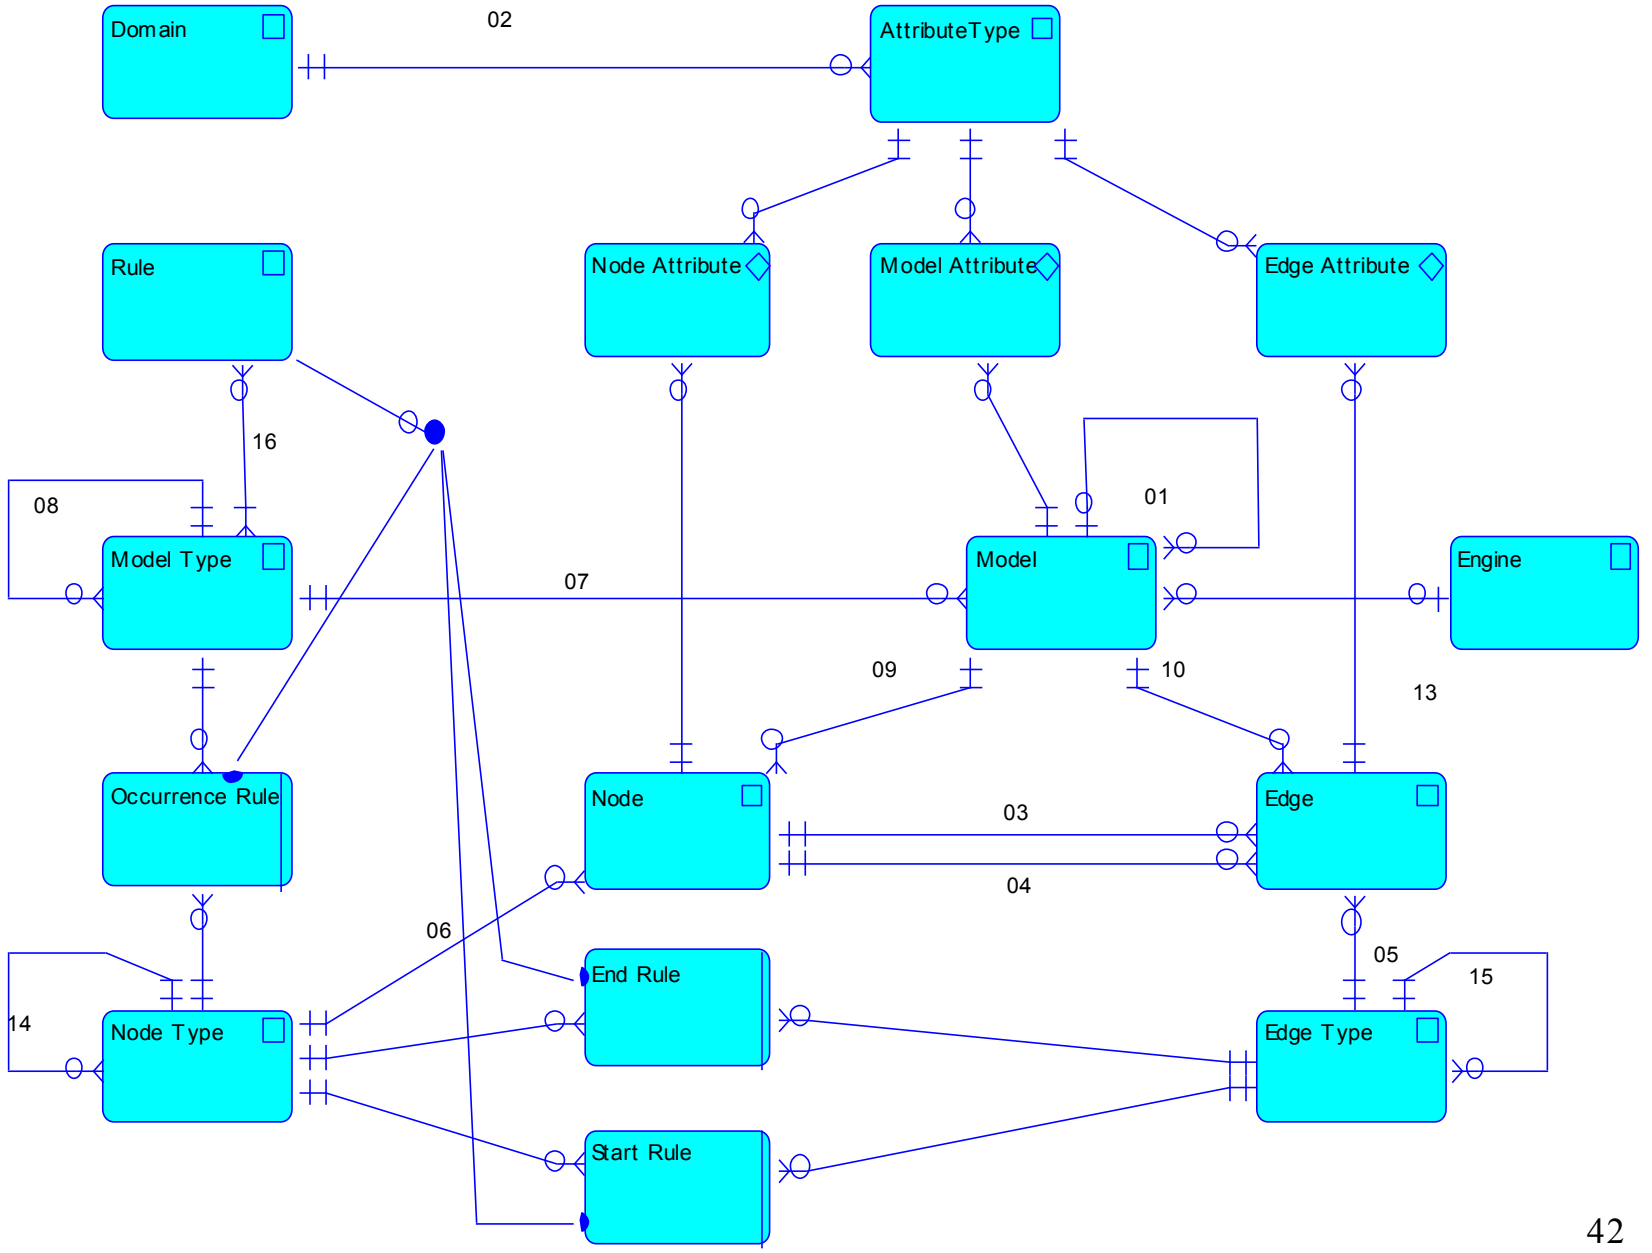 02
Domain
AttributeType
Rule
Node Attribute
Model Attribute
Edge Attribute
16
08
01
Model Type
Model
Engine
07
09
10
13
Occurrence Rule
Node
Edge
03
04
06
05
End Rule
15
14
Node Type
Edge Type
Start Rule
42